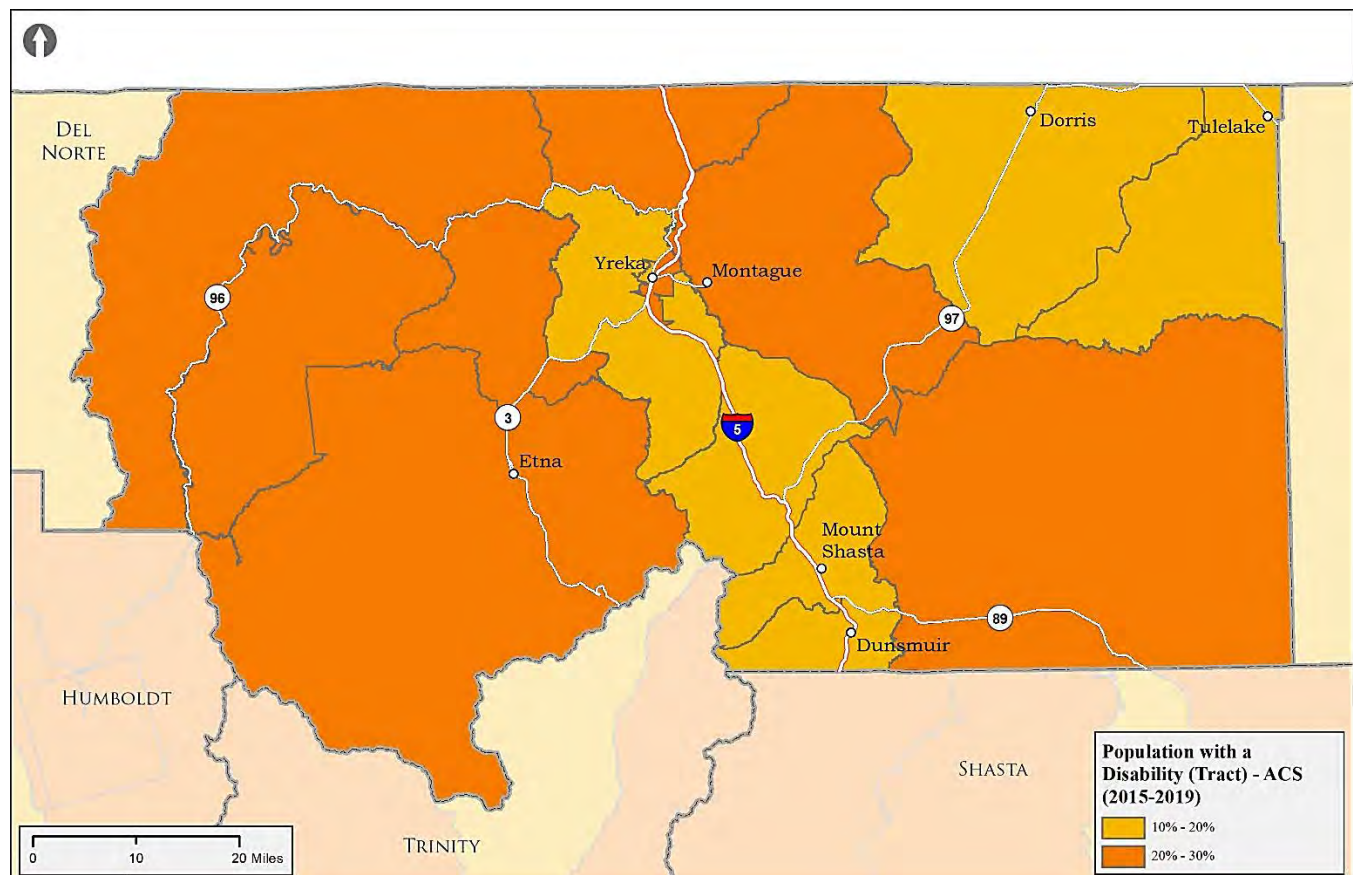 DEL
NORTE
Dorris
Tulelake
Yreka
Montague
96
97
3
5
Etna
Mount
Shasta
89
Dunsmuir
HUMBOLDT
SHASTA
TRINITY
Population with a
Disability (Tract) - ACS
(2015-2019)
10% - 20%
20% - 30%
0 10 20 Miles